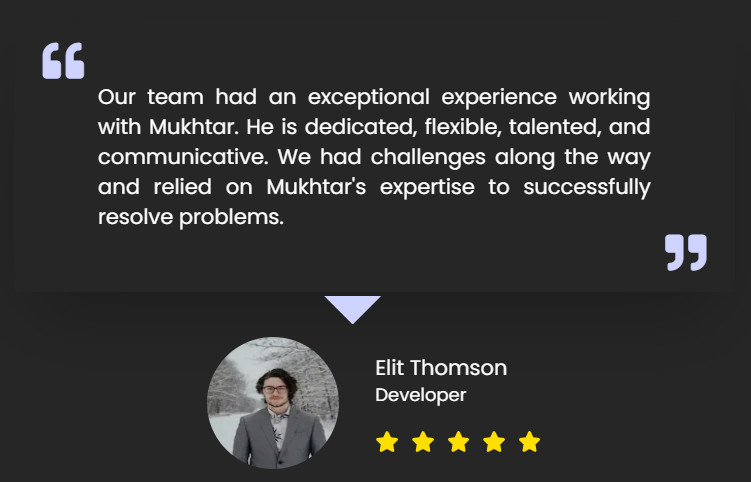 Our team had an exceptional experience working
with Mukhtar. He is dedicated, flexible, talented, and
communicative. We had challenges along the way
and relied on Mukhtar's expertise to successfully
resolve problems.
Elit Thomson
Developer